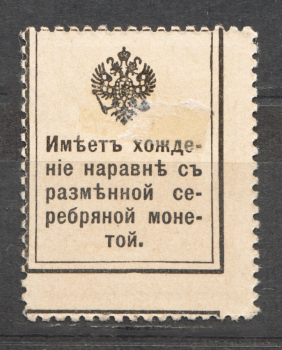 Имѣетъ хожде-
ніе наравнѣ съ
размѣнной се-
ребряной моне-
той.